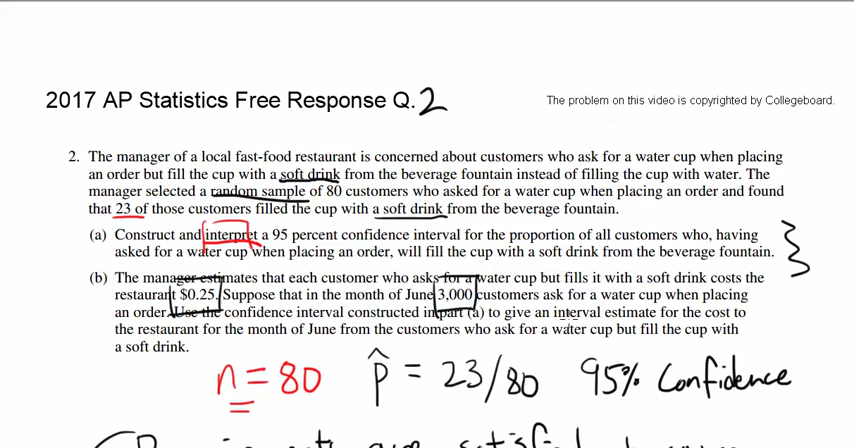 2017 AP Statistics Free Response Q. 2
The problem on this video is copyrighted by Collegeboard.
2. The manager of a local fast-food restaurant is concerned about customers who ask for a water cup when placing
an order but fill the cup with a soft drink from the beverage fountain instead of filling the cup with water. The
manager selected a random sample of 80 customers who asked for a water cup when placing an order and found
that 23 of those customers filled the cup with a soft drink from the beverage fountain.
(a) Construct and interpret a 95 percent confidence interval for the proportion of all customers who, having
asked for a water cup when placing an order, will fill the cup with a soft drink from the beverage fountain.
(b) The manager estimates that each customer who asks for a water cup but fills it with a soft drink costs the
restaurant $0.25. Suppose that in the month of June 3,000 customers ask for a water cup when placing
an order. Use the confidence interval constructed in part (a) to give an interval estimate for the cost to
the restaurant for the month of June from the customers who ask for a water cup but fill the cup with
a soft drink.
n = 80 p̂ = 23/80 95% Confidence